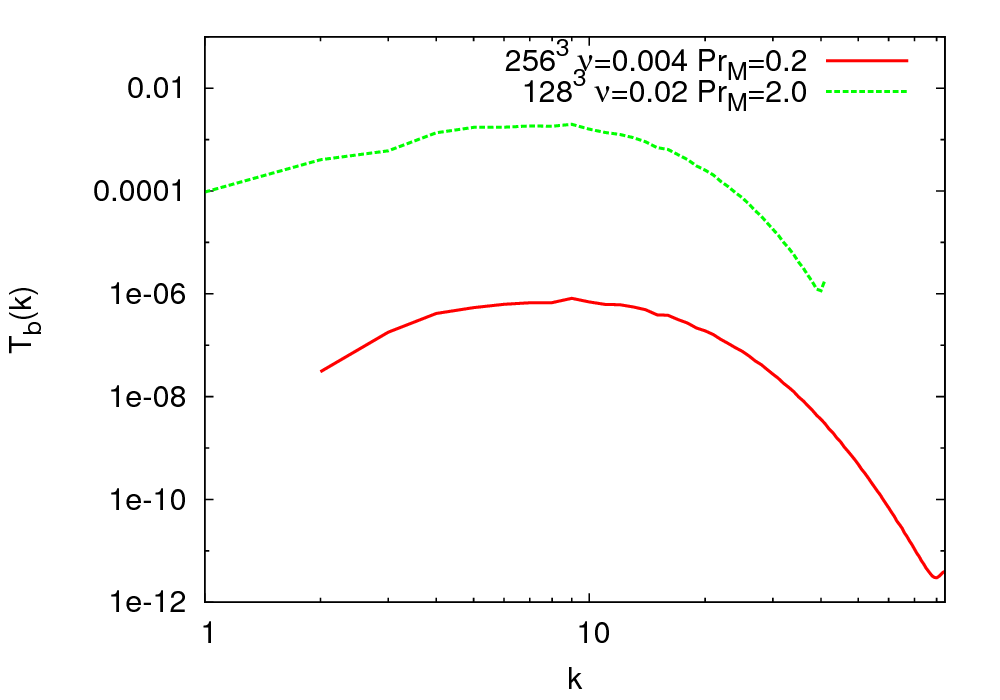 256³ ν=0.004 Pr_M=0.2
128³ ν=0.02 Pr_M=2.0
0.01
0.0001
1e-06
1e-08
1e-10
1e-12
T_b(k)
1
10
k